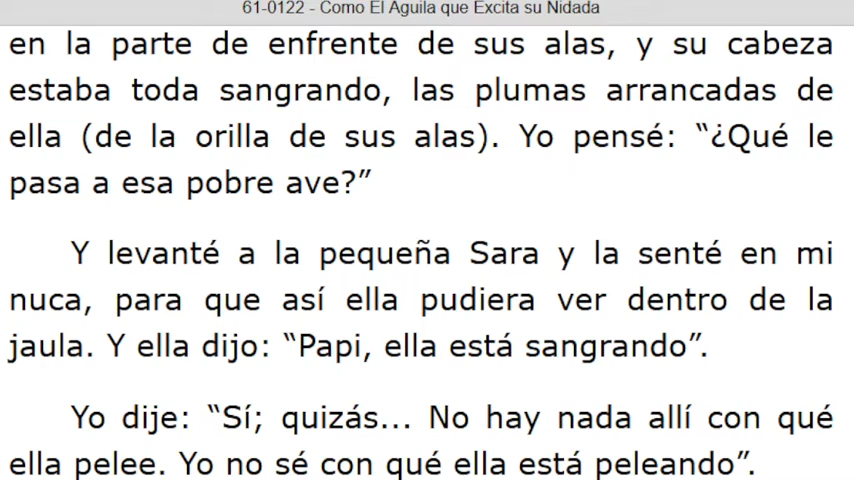 61-0122 - Como El Aguila que Excita su Nidada
en la parte de enfrente de sus alas, y su cabeza
estaba toda sangrando, las plumas arrancadas de
ella (de la orilla de sus alas). Yo pensé: “¿Qué le
pasa a esa pobre ave?”
Y levanté a la pequeña Sara y la senté en mi
nuca, para que así ella pudiera ver dentro de la
jaula. Y ella dijo: “Papi, ella está sangrando”.
Yo dije: “Sí; quizás... No hay nada allí con qué
ella pelee. Yo no sé con qué ella está peleando”.